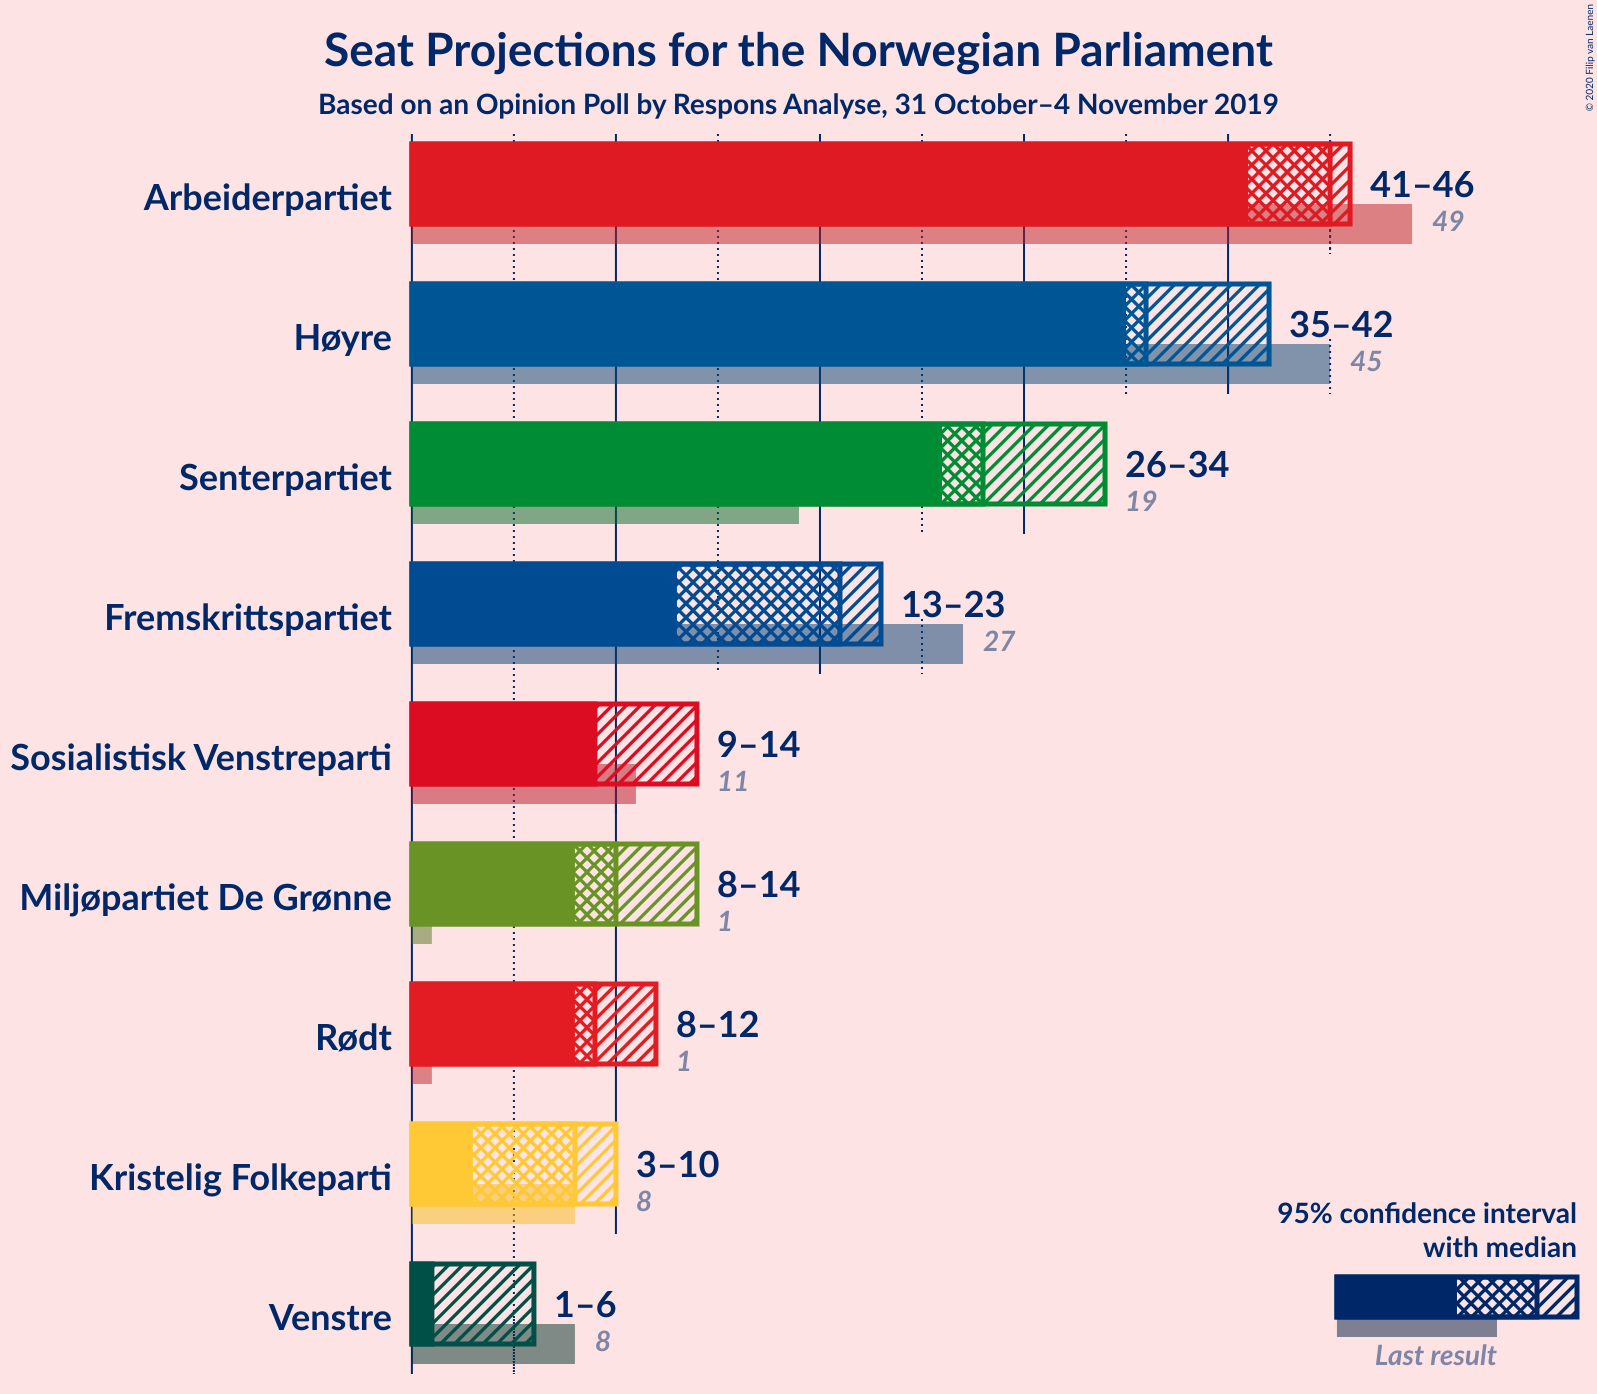 Seat Projections for the Norwegian Parliament
Based on an Opinion Poll by Respons Analyse, 31 October–4 November 2019
© 2020 Filip van Laenen
Arbeiderpartiet
41–46
49
Høyre
35–42
45
Senterpartiet
26–34
19
Fremskrittspartiet
13–23
27
Sosialistisk Venstreparti
9–14
11
Miljøpartiet De Grønne
8–14
1
Rødt
8–12
1
Kristelig Folkeparti
3–10
8
Venstre
1–6
8
95% confidence interval
with median
Last result